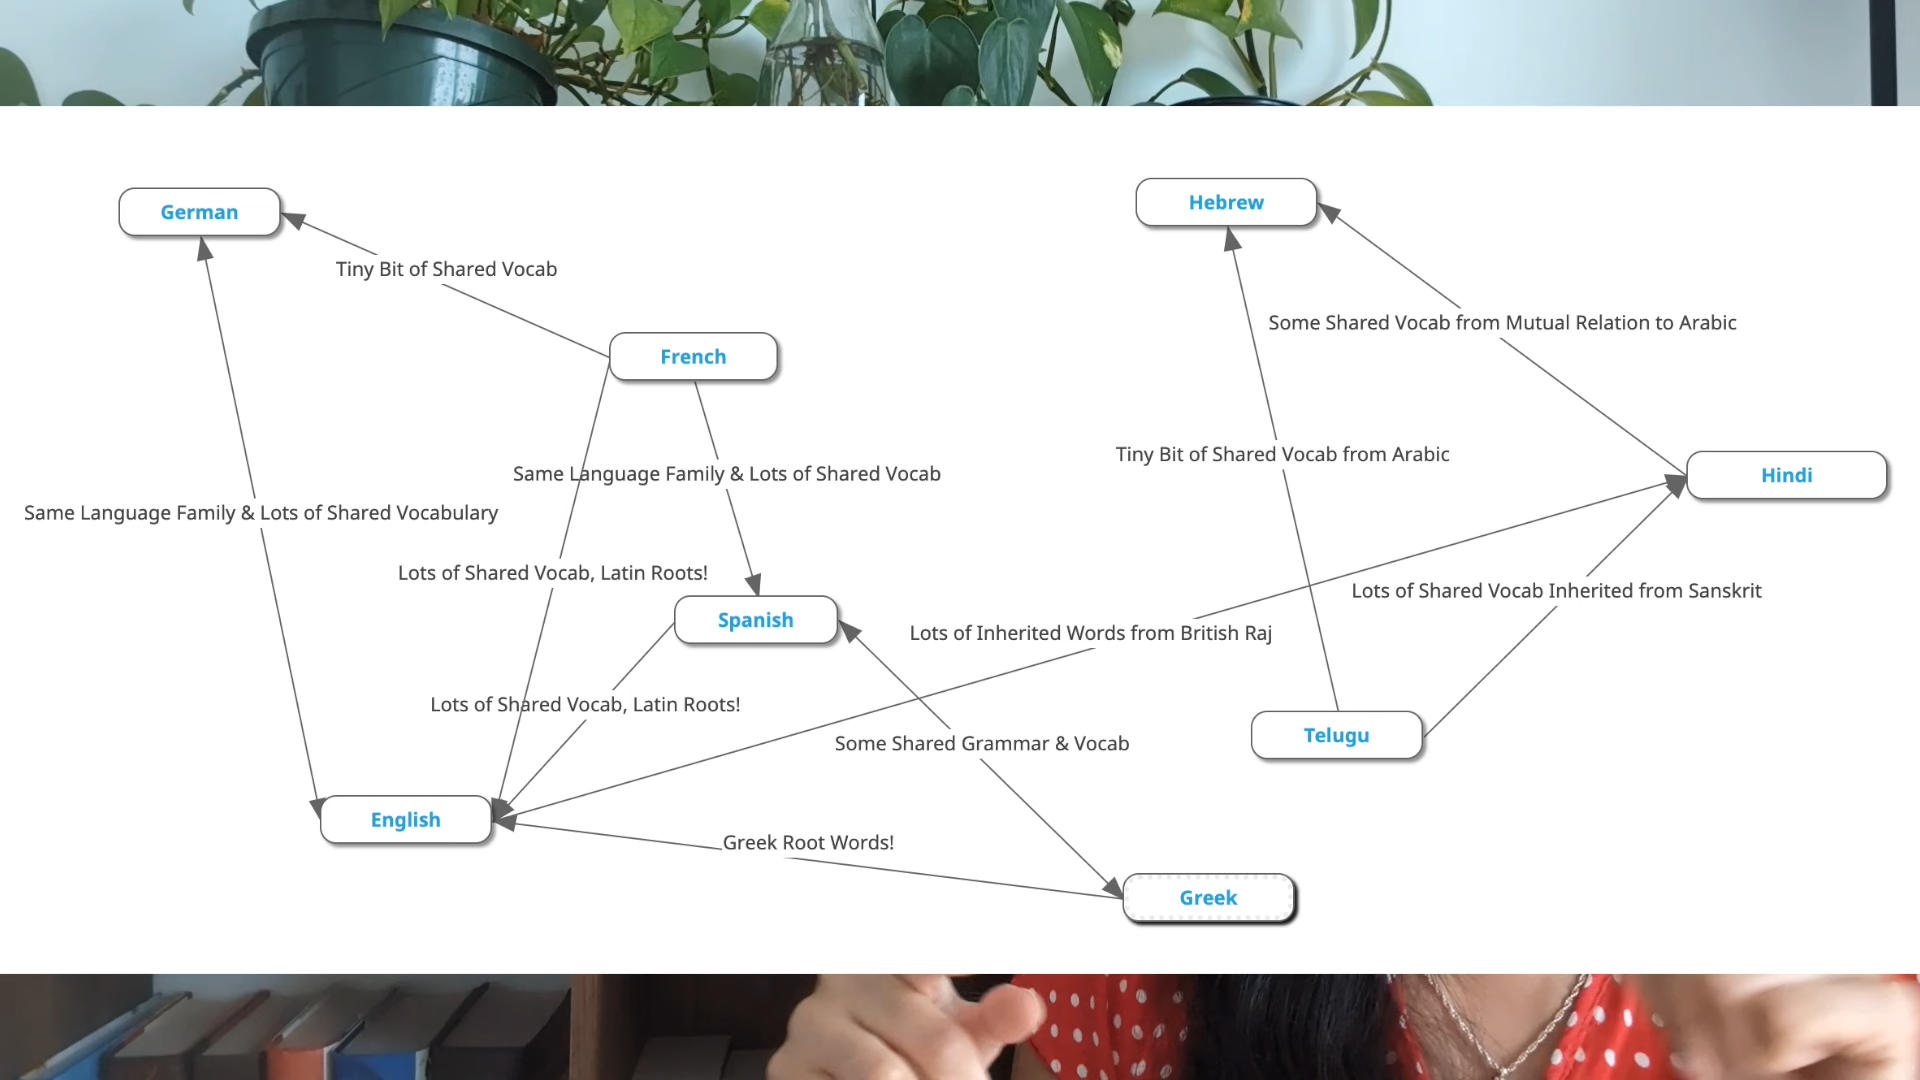 German
Hebrew
Tiny Bit of Shared Vocab
Some Shared Vocab from Mutual Relation to Arabic
French
Tiny Bit of Shared Vocab from Arabic
Same Language Family & Lots of Shared Vocab
Hindi
Same Language Family & Lots of Shared Vocabulary
Lots of Shared Vocab, Latin Roots!
Lots of Shared Vocab Inherited from Sanskrit
Spanish
Lots of Inherited Words from British Raj
Lots of Shared Vocab, Latin Roots!
Some Shared Grammar & Vocab
Telugu
English
Greek Root Words!
Greek